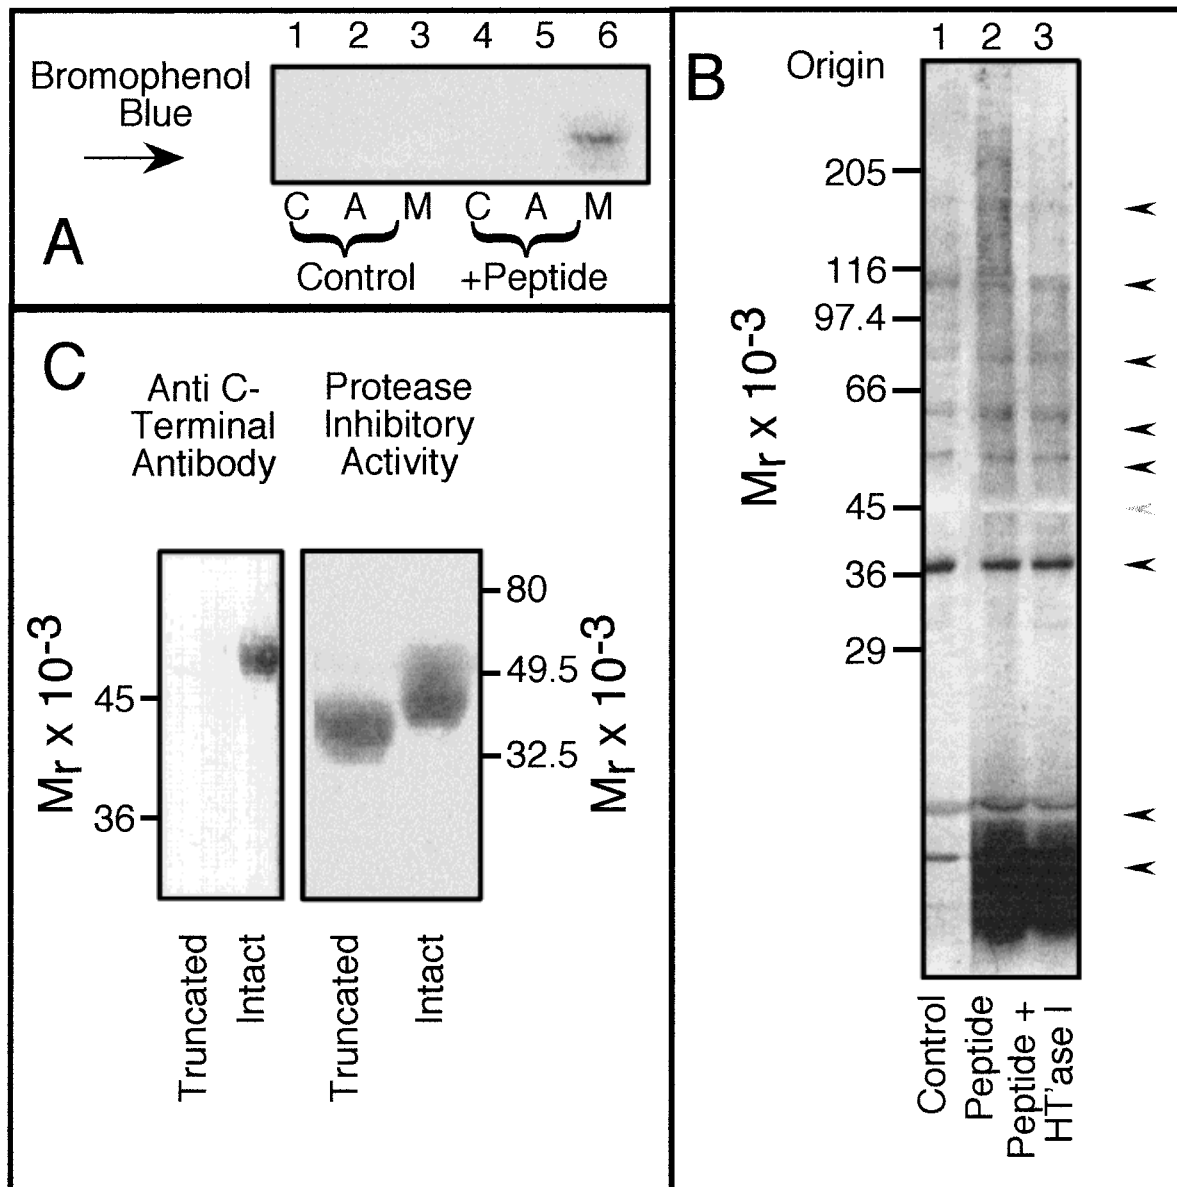 1 2 3 4 5 6
Bromophenol
Blue
C A M C A M
Control +Peptide
A
B
1 2 3
Origin
205
116
97.4
66
45
36
29
Mr x 10-3
Control
Peptide
Peptide +
HT'ase I
C
Anti C-
Terminal
Antibody
Protease
Inhibitory
Activity
Mr x 10-3
45
36
80
49.5
32.5
Mr x 10-3
Truncated
Intact
Truncated
Intact